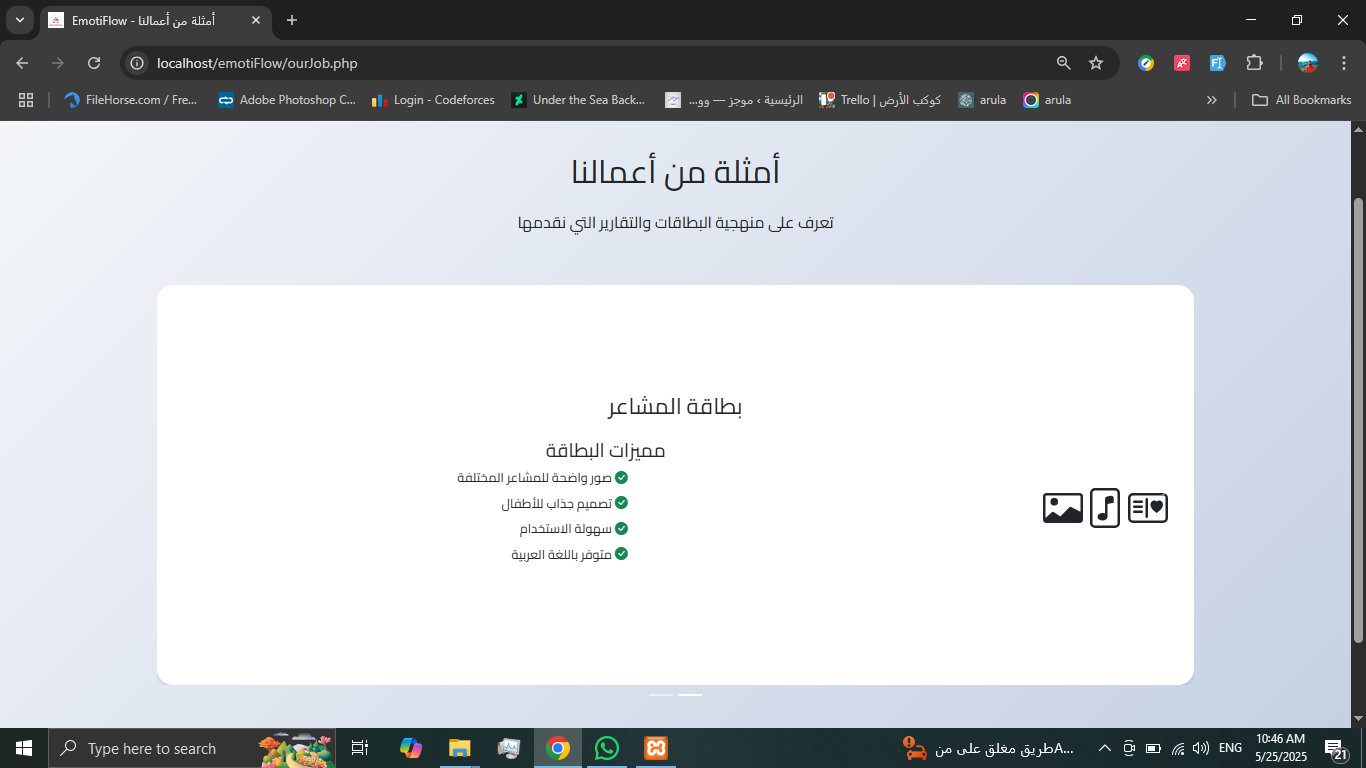 EmotiFlow - أمثلة من أعمالنا
localhost/emotiFlow/ourJob.php
FileHorse.com / Fre...
Adobe Photoshop C...
Login - Codeforces
Under the Sea Back...
الرئيسية › موجز — وو...
Trello | كوكب الأرض
arula
arula
All Bookmarks
أمثلة من أعمالنا
تعرف على منهجية البطاقات والتقارير التي نقدمها
بطاقة المشاعر
مميزات البطاقة
صور واضحة للمشاعر المختلفة
تصميم جذاب للأطفال
سهولة الاستخدام
متوفر باللغة العربية
Type here to search
طريق مغلق على من A...
ENG
10:46 AM
5/25/2025
21